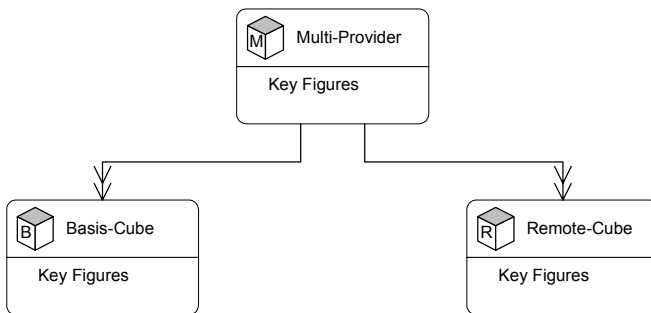 M Multi-Provider
Key Figures
B Basis-Cube
Key Figures
R Remote-Cube
Key Figures